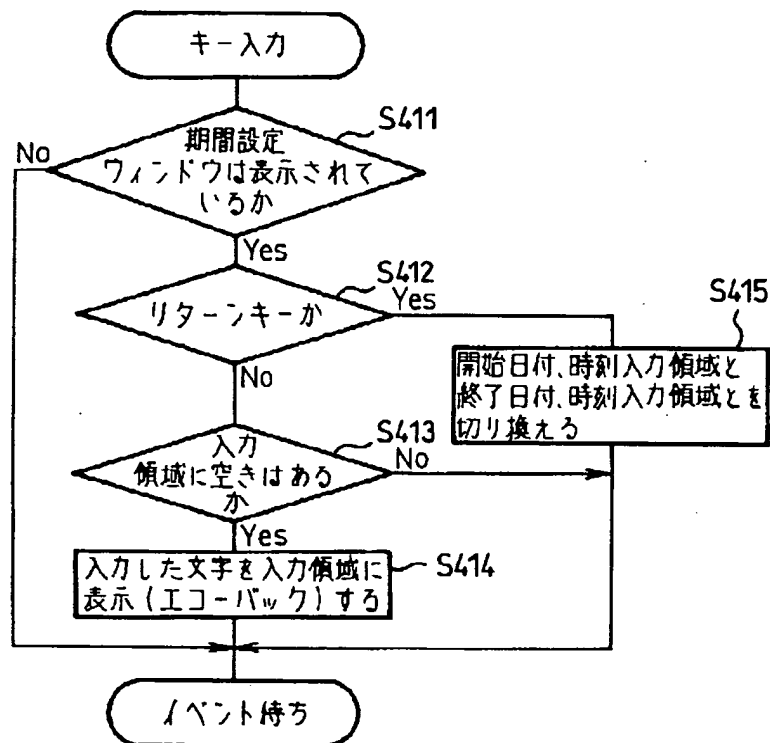 キー入力
S411
No
期間設定
ウィンドウは表示されて
いるか
Yes
S412
リターンキーか
Yes
No
S415
開始日付、時刻入力領域と
終了日付、時刻入力領域とを
切り換える
S413
入力
領域に空きはある
か
No
Yes
S414
入力した文字を入力領域に
表示(エコーバック)する
イベント待ち